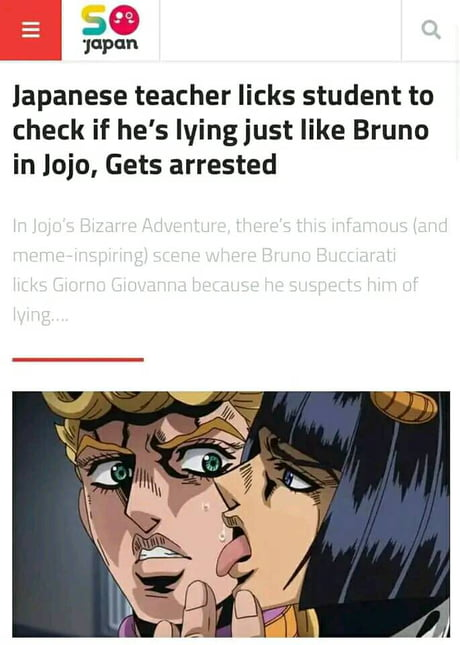 SO
Japan
Japanese teacher licks student to
check if he's lying just like Bruno
in Jojo, Gets arrested
In Jojo's Bizarre Adventure, there's this infamous (and
meme-inspiring) scene where Bruno Bucciarati
licks Giorno Giovanna because he suspects him of
lying....